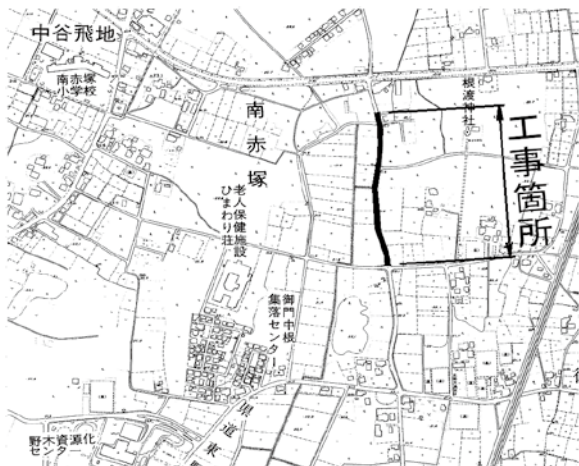 中谷飛地
南赤塚
小学校
南赤塚
根渡神社
工事箇所
老人保健施設
ひまわり荘
御門中根
集落センター
県道東
野木資源化
センター